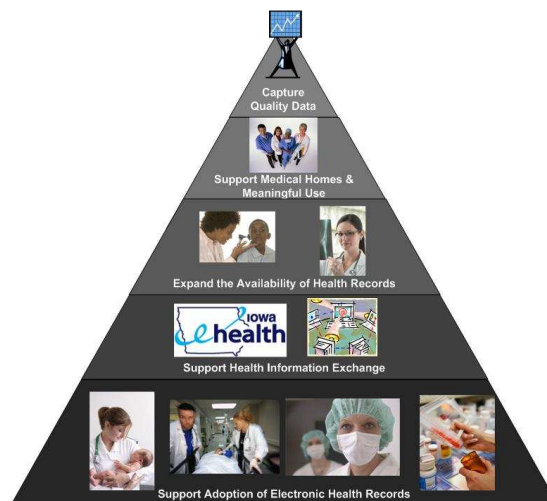 Capture
Quality Data
Support Medical Homes &
Meaningful Use
Expand the Availability of Health Records
IOWA
ehealth
Support Health Information Exchange
Support Adoption of Electronic Health Records